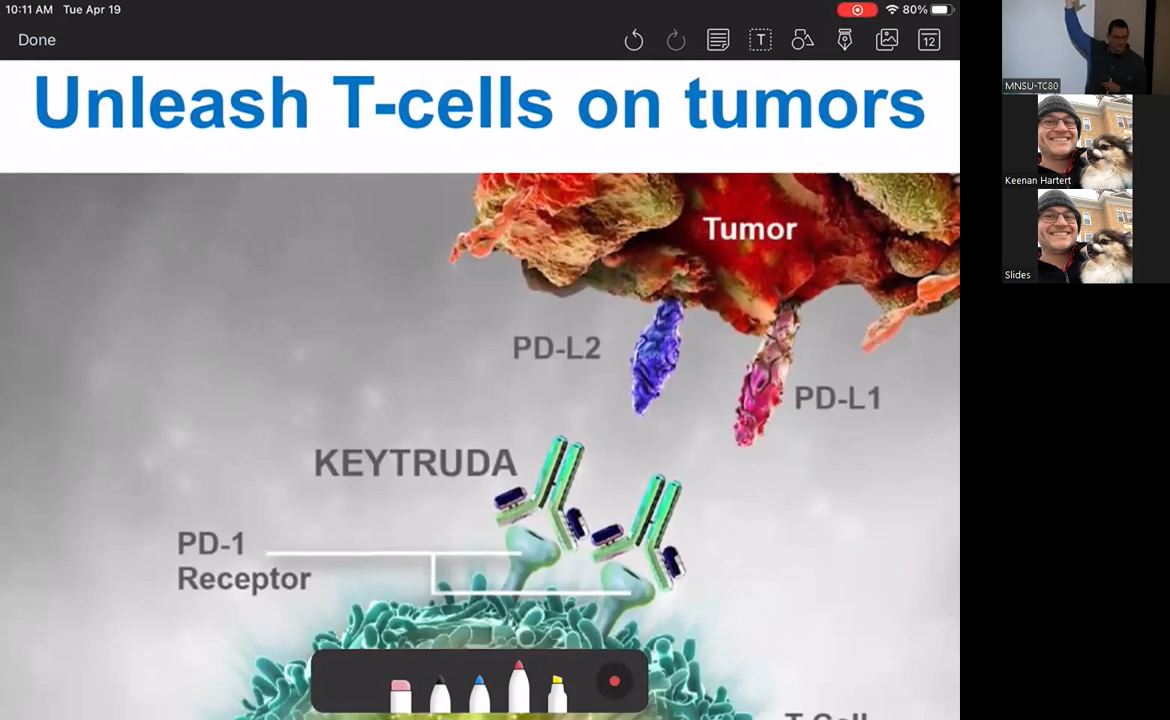 10:11 AM Tue Apr 19
80%
Done
T
12
Unleash T-cells on tumors
Tumor
PD-L2
PD-L1
KEYTRUDA
PD-1
Receptor
T Cell
MNSU-TC80
Keenan Hartert
Slides